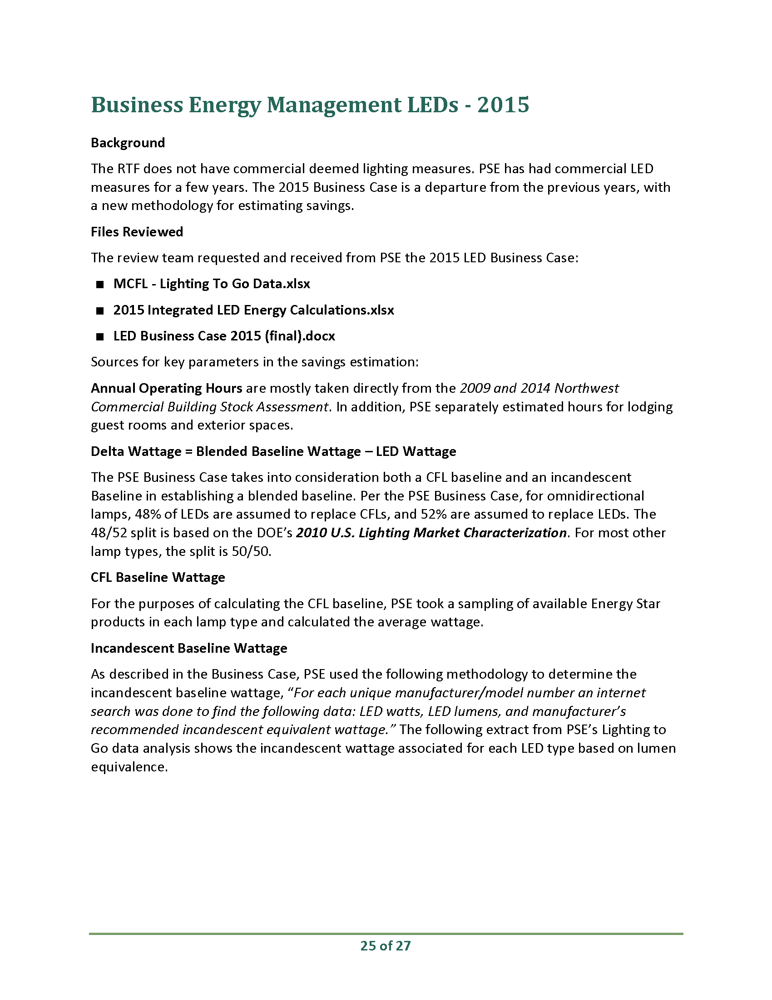 Business Energy Management LEDs - 2015
Background
The RTF does not have commercial deemed lighting measures. PSE has had commercial LED
measures for a few years. The 2015 Business Case is a departure from the previous years, with
a new methodology for estimating savings.
Files Reviewed
The review team requested and received from PSE the 2015 LED Business Case:
■ MCFL - Lighting To Go Data.xlsx
■ 2015 Integrated LED Energy Calculations.xlsx
■ LED Business Case 2015 (final).docx
Sources for key parameters in the savings estimation:
Annual Operating Hours are mostly taken directly from the 2009 and 2014 Northwest
Commercial Building Stock Assessment. In addition, PSE separately estimated hours for lodging
guest rooms and exterior spaces.
Delta Wattage = Blended Baseline Wattage – LED Wattage
The PSE Business Case takes into consideration both a CFL baseline and an incandescent
Baseline in establishing a blended baseline. Per the PSE Business Case, for omnidirectional
lamps, 48% of LEDs are assumed to replace CFLs, and 52% are assumed to replace LEDs. The
48/52 split is based on the DOE’s 2010 U.S. Lighting Market Characterization. For most other
lamp types, the split is 50/50.
CFL Baseline Wattage
For the purposes of calculating the CFL baseline, PSE took a sampling of available Energy Star
products in each lamp type and calculated the average wattage.
Incandescent Baseline Wattage
As described in the Business Case, PSE used the following methodology to determine the
incandescent baseline wattage, “For each unique manufacturer/model number an internet
search was done to find the following data: LED watts, LED lumens, and manufacturer’s
recommended incandescent equivalent wattage.” The following extract from PSE’s Lighting to
Go data analysis shows the incandescent wattage associated for each LED type based on lumen
equivalence.
25 of 27